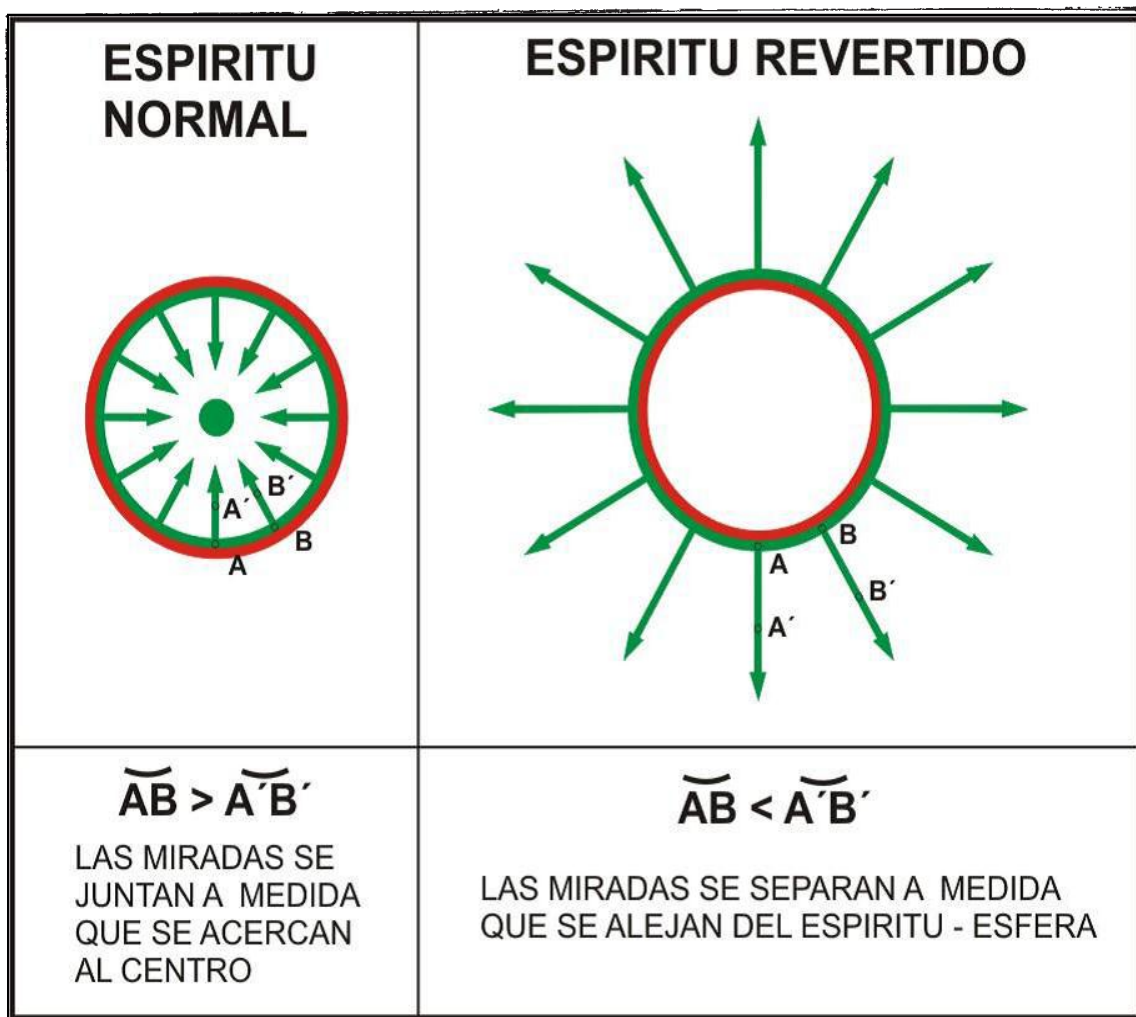 ESPIRITU
NORMAL
A´
B´
B
A
AB > A´B´
LAS MIRADAS SE
JUNTAN A MEDIDA
QUE SE ACERCAN
AL CENTRO
ESPIRITU REVERTIDO
B
A
B´
A´
AB < A´B´
LAS MIRADAS SE SEPARAN A MEDIDA
QUE SE ALEJAN DEL ESPIRITU - ESFERA